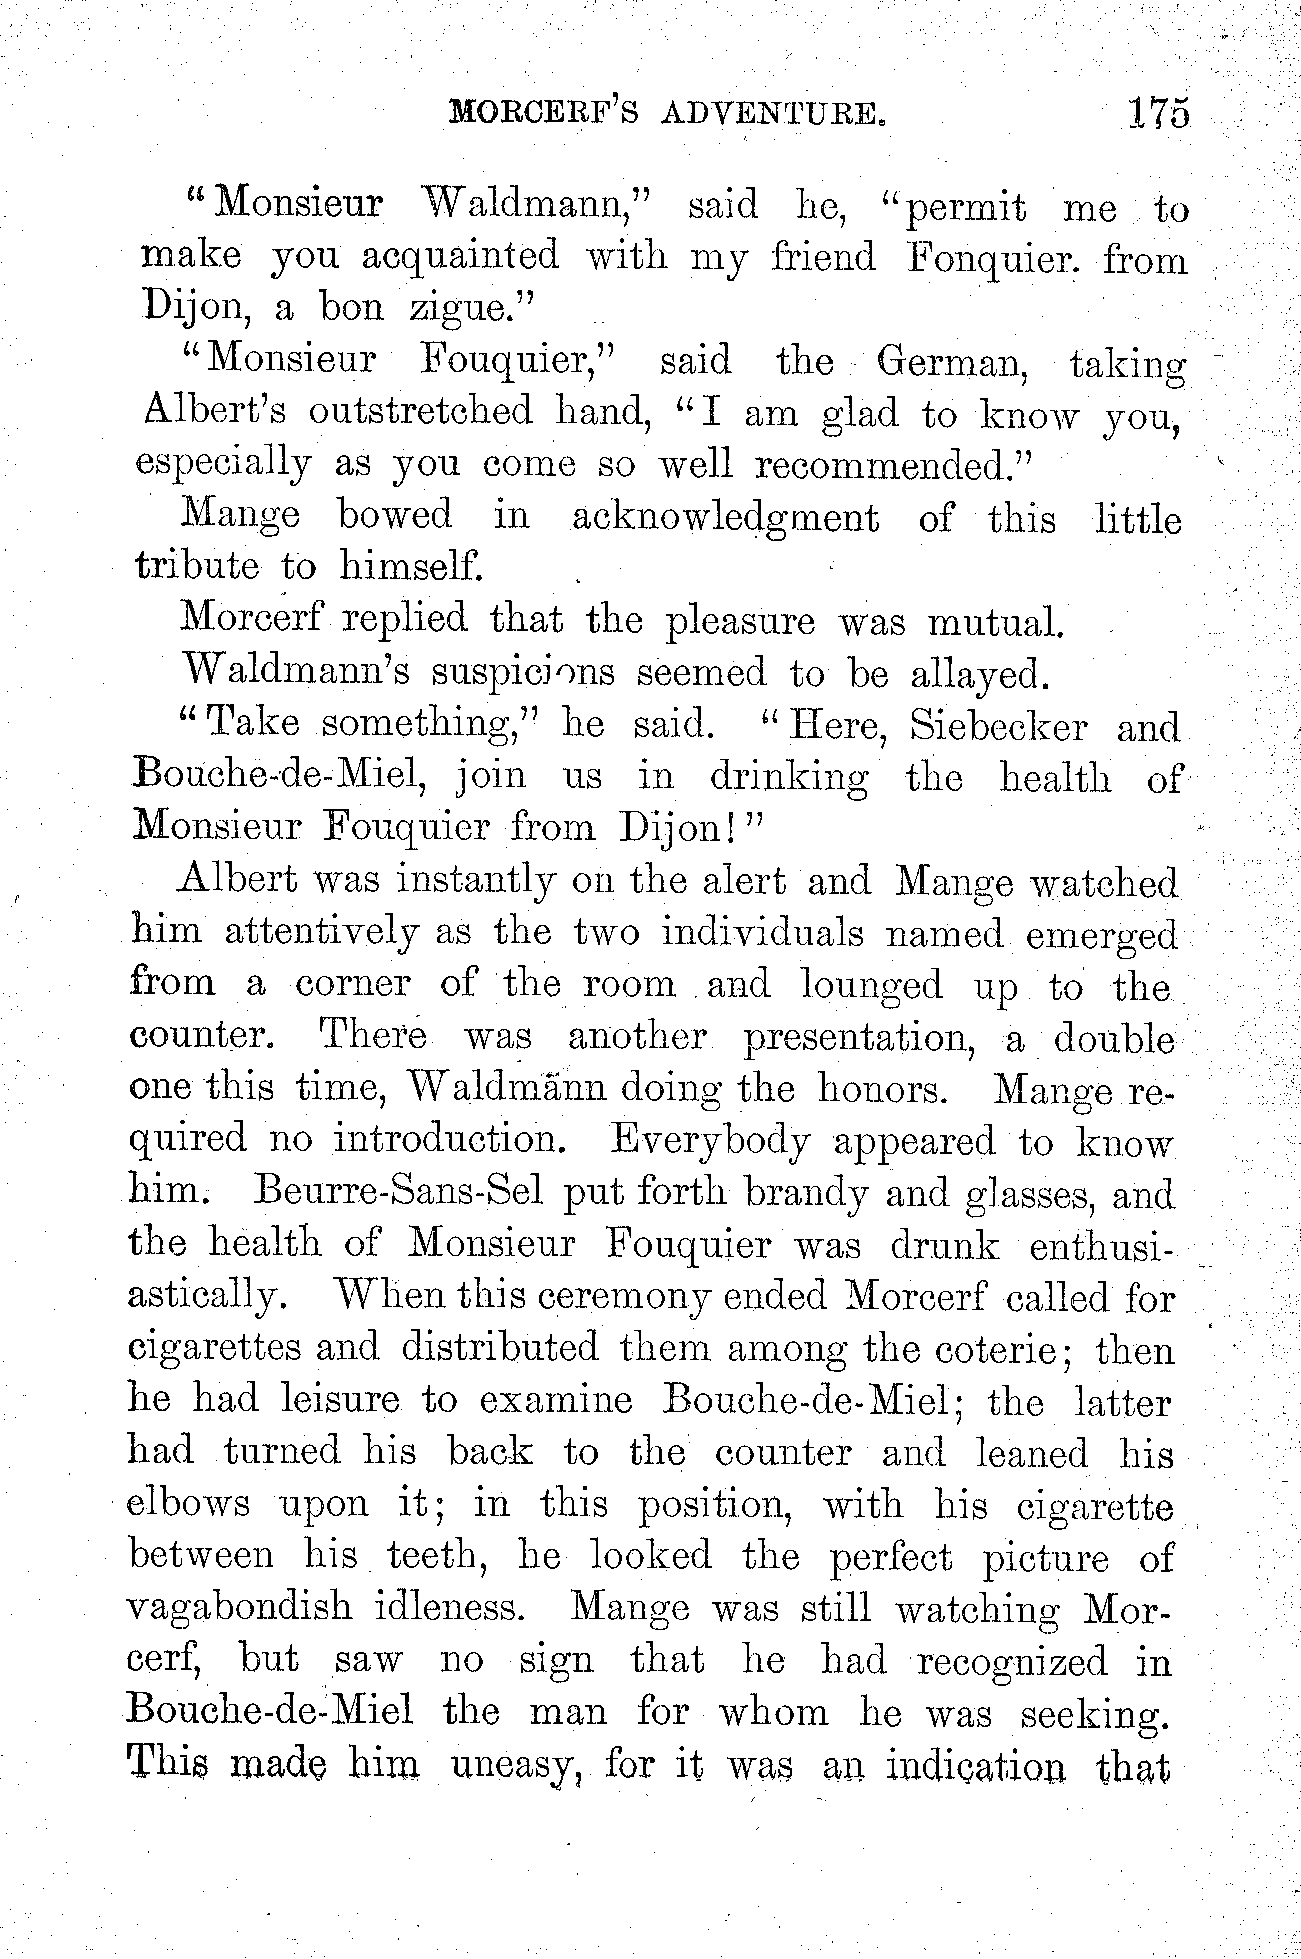 MORCERF'S ADVENTURE. 175
"Monsieur Waldmann," said he, "permit me to
make you acquainted with my friend Fonquier. from
Dijon, a bon zigue."
"Monsieur Fouquier," said the German, taking
Albert's outstretched hand, "I am glad to know you,
especially as you come so well recommended."
Mange bowed in acknowledgment of this little
tribute to himself.
Morcerf replied that the pleasure was mutual.
Waldmann's suspicions seemed to be allayed.
"Take something," he said. "Here, Siebecker and
Bouche-de-Miel, join us in drinking the health of
Monsieur Fouquier from Dijon!"
Albert was instantly on the alert and Mange watched
him attentively as the two individuals named emerged
from a corner of the room and lounged up to the
counter. There was another presentation, a double
one this time, Waldmann doing the honors. Mange re-
quired no introduction. Everybody appeared to know
him. Beurre-Sans-Sel put forth brandy and glasses, and
the health of Monsieur Fouquier was drunk enthusi-
astically. When this ceremony ended Morcerf called for
cigarettes and distributed them among the coterie; then
he had leisure to examine Bouche-de-Miel; the latter
had turned his back to the counter and leaned his
elbows upon it; in this position, with his cigarette
between his teeth, he looked the perfect picture of
vagabondish idleness. Mange was still watching Mor-
cerf, but saw no sign that he had recognized in
Bouche-de-Miel the man for whom he was seeking.
This made him uneasy, for it was an indication that